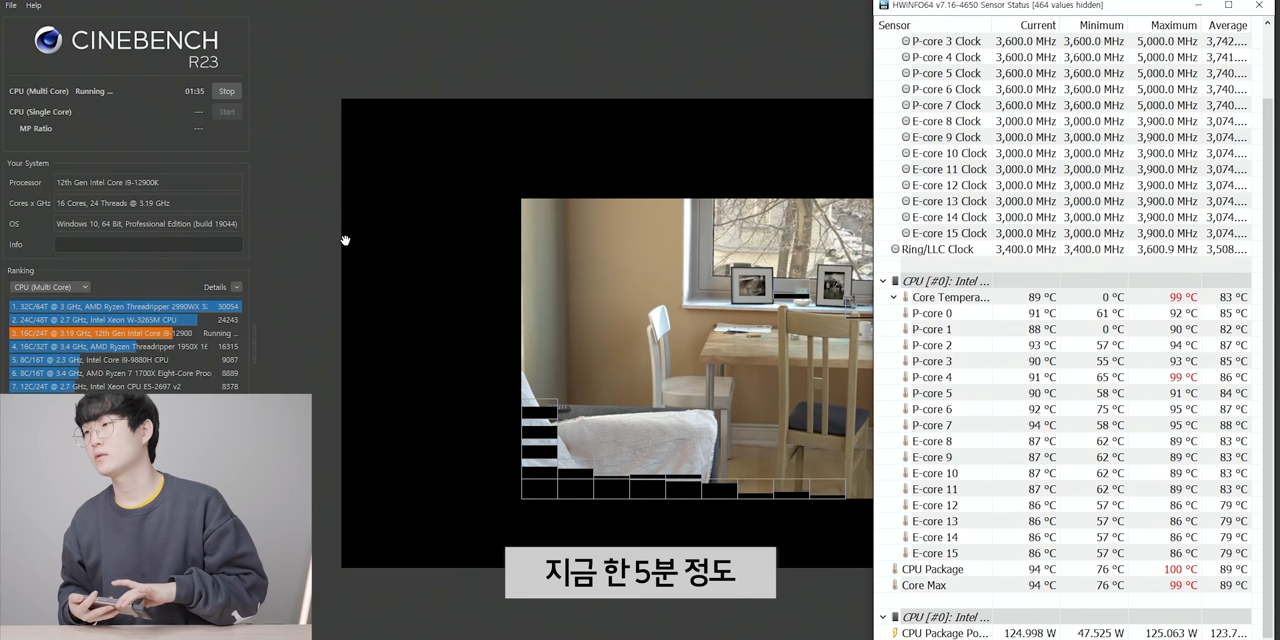 File Help
CINEBENCH
R23
CPU (Multi Core) Running ... 01:35 Stop
CPU (Single Core) --- Start
MP Ratio ---
Your System
Processor 12th Gen Intel Core i9-12900K
Cores x GHz 16 Cores, 24 Threads @ 3.19 GHz
OS Windows 10, 64 Bit, Professional Edition (build 19044)
Info
Ranking
CPU (Multi Core) Details
1. 32C/64T @ 3 GHz, AMD Ryzen Threadripper 2990WX 30054
2. 24C/48T @ 2.7 GHz, Intel Xeon W-3265M CPU 24243
3. 16C/24T @ 3.19 GHz, 12th Gen Intel Core i9-12900 Running ...
4. 16C/32T @ 3.4 GHz, AMD Ryzen Threadripper 1950X 16 16315
5. 8C/16T @ 2.3 GHz, Intel Core i9-9880H CPU 9087
6. 8C/16T @ 3.4 GHz, AMD Ryzen 7 1700X Eight-Core Proc 8889
7. 12C/24T @ 2.7 GHz, Intel Xeon CPU E5-2697 v2 8378
지금 한 5분 정도
HWiNFO64 v7.16-4650 Sensor Status [464 values hidden]
Sensor Current Minimum Maximum Average
P-core 3 Clock 3,600.0 MHz 3,600.0 MHz 5,000.0 MHz 3,742....
P-core 4 Clock 3,600.0 MHz 3,600.0 MHz 5,000.0 MHz 3,741....
P-core 5 Clock 3,600.0 MHz 3,600.0 MHz 5,000.0 MHz 3,740....
P-core 6 Clock 3,600.0 MHz 3,600.0 MHz 5,000.0 MHz 3,740....
P-core 7 Clock 3,600.0 MHz 3,600.0 MHz 5,000.0 MHz 3,740....
E-core 8 Clock 3,000.0 MHz 3,000.0 MHz 3,900.0 MHz 3,074....
E-core 9 Clock 3,000.0 MHz 3,000.0 MHz 3,900.0 MHz 3,074....
E-core 10 Clock 3,000.0 MHz 3,000.0 MHz 3,900.0 MHz 3,074....
E-core 11 Clock 3,000.0 MHz 3,000.0 MHz 3,900.0 MHz 3,074....
E-core 12 Clock 3,000.0 MHz 3,000.0 MHz 3,900.0 MHz 3,074....
E-core 13 Clock 3,000.0 MHz 3,000.0 MHz 3,900.0 MHz 3,074....
E-core 14 Clock 3,000.0 MHz 3,000.0 MHz 3,900.0 MHz 3,074....
E-core 15 Clock 3,000.0 MHz 3,000.0 MHz 3,900.0 MHz 3,074....
Ring/LLC Clock 3,400.0 MHz 3,400.0 MHz 3,600.9 MHz 3,508....
CPU [#0]: Intel ...
Core Tempera... 89 °C 0 °C 99 °C 83 °C
P-core 0 91 °C 61 °C 92 °C 85 °C
P-core 1 88 °C 0 °C 90 °C 82 °C
P-core 2 93 °C 57 °C 94 °C 87 °C
P-core 3 90 °C 55 °C 93 °C 85 °C
P-core 4 91 °C 65 °C 99 °C 86 °C
P-core 5 90 °C 58 °C 91 °C 84 °C
P-core 6 92 °C 75 °C 95 °C 87 °C
P-core 7 94 °C 58 °C 95 °C 88 °C
E-core 8 87 °C 62 °C 89 °C 83 °C
E-core 9 87 °C 62 °C 89 °C 83 °C
E-core 10 87 °C 62 °C 89 °C 83 °C
E-core 11 87 °C 62 °C 89 °C 83 °C
E-core 12 86 °C 57 °C 86 °C 79 °C
E-core 13 86 °C 57 °C 86 °C 79 °C
E-core 14 86 °C 57 °C 86 °C 79 °C
E-core 15 86 °C 57 °C 86 °C 79 °C
CPU Package 94 °C 76 °C 100 °C 89 °C
Core Max 94 °C 76 °C 99 °C 89 °C
CPU [#0]: Intel ...
CPU Package Po... 124.998 W 47.525 W 125.063 W 123.7...